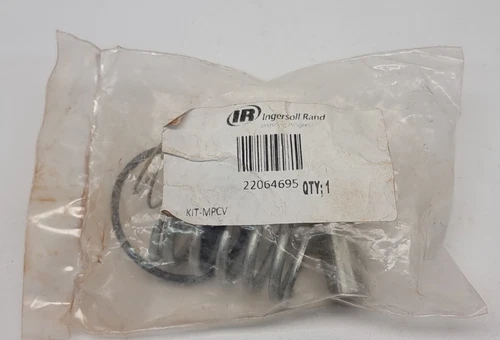 IR Ingersoll Rand
22064695 QTY: 1
KIT-MPCV